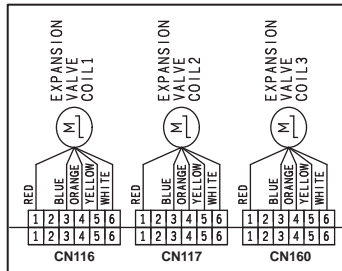 EXPANSION
VALVE
COIL1
EXPANSION
VALVE
COIL2
EXPANSION
VALVE
COIL3
M
M
M
RED
BLUE
ORANGE
YELLOW
WHITE
RED
BLUE
ORANGE
YELLOW
WHITE
RED
BLUE
ORANGE
YELLOW
WHITE
1 2 3 4 5 6
1 2 3 4 5 6
1 2 3 4 5 6
1 2 3 4 5 6
1 2 3 4 5 6
1 2 3 4 5 6
CN116
CN117
CN160